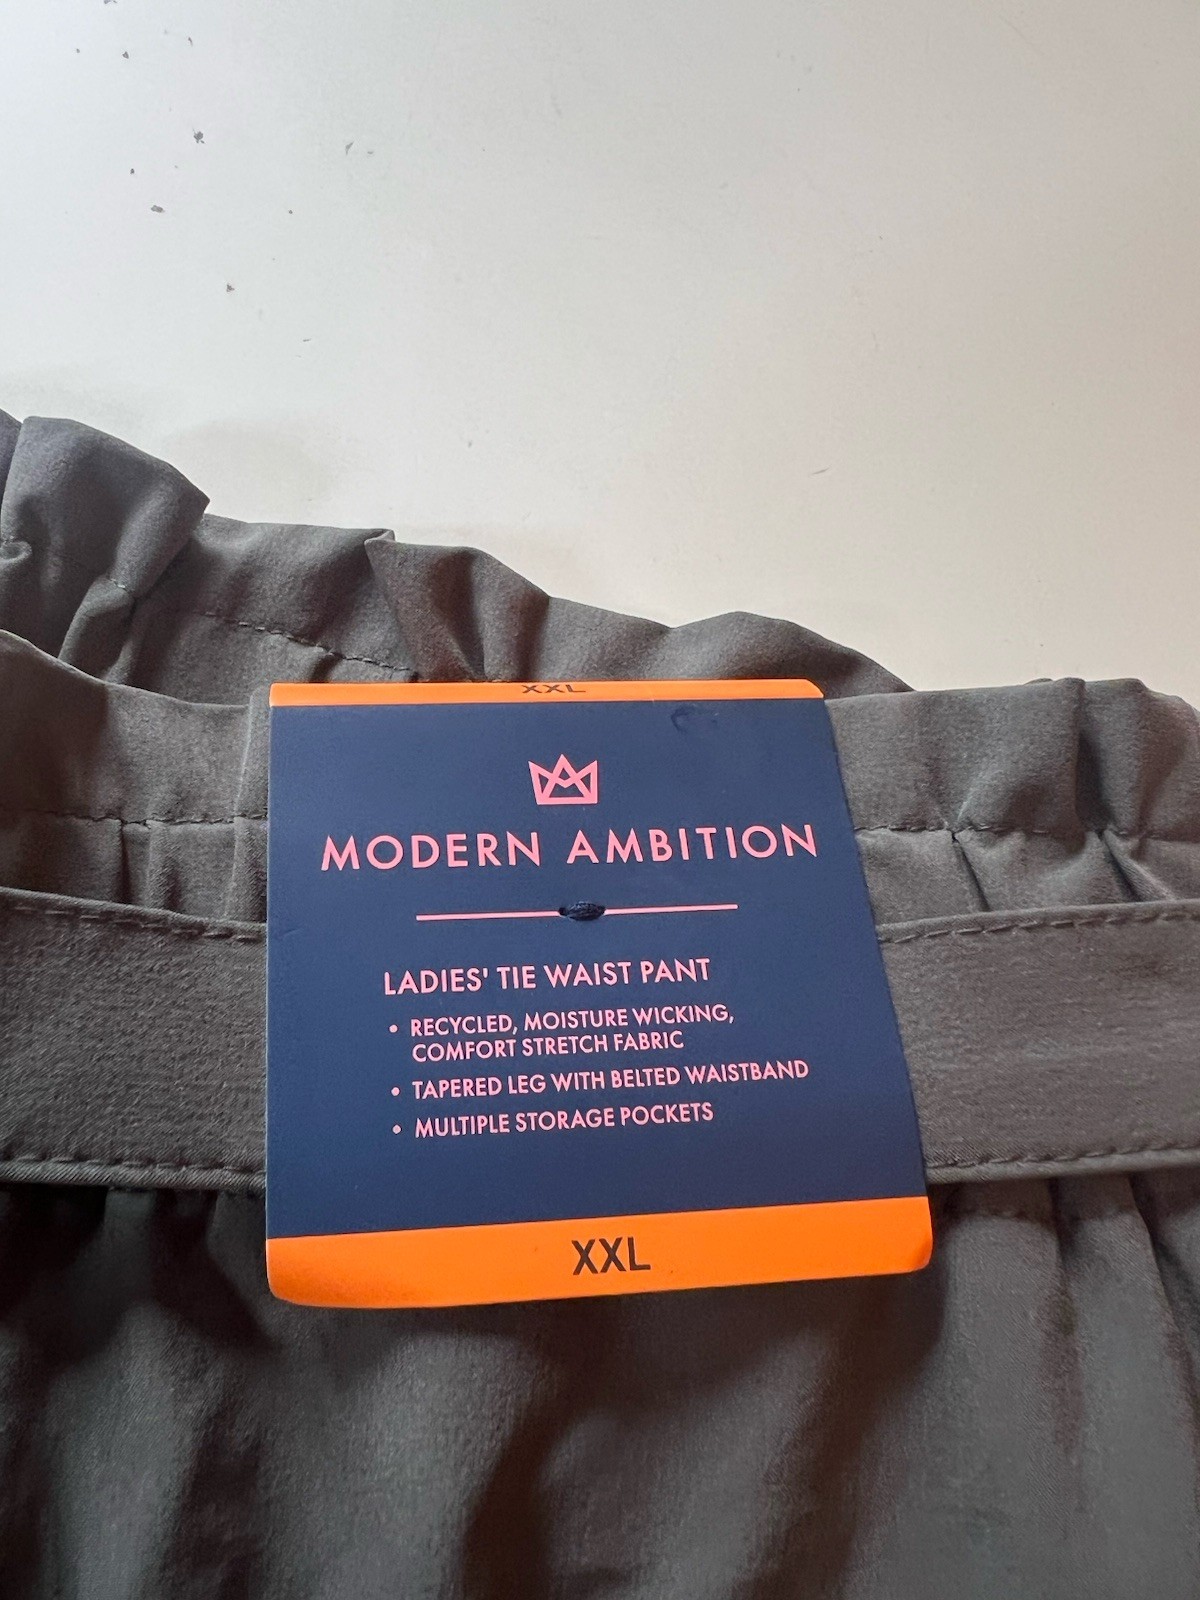 XXL
MODERN AMBITION
LADIES' TIE WAIST PANT
• RECYCLED, MOISTURE WICKING,
COMFORT STRETCH FABRIC
• TAPERED LEG WITH BELTED WAISTBAND
• MULTIPLE STORAGE POCKETS
XXL